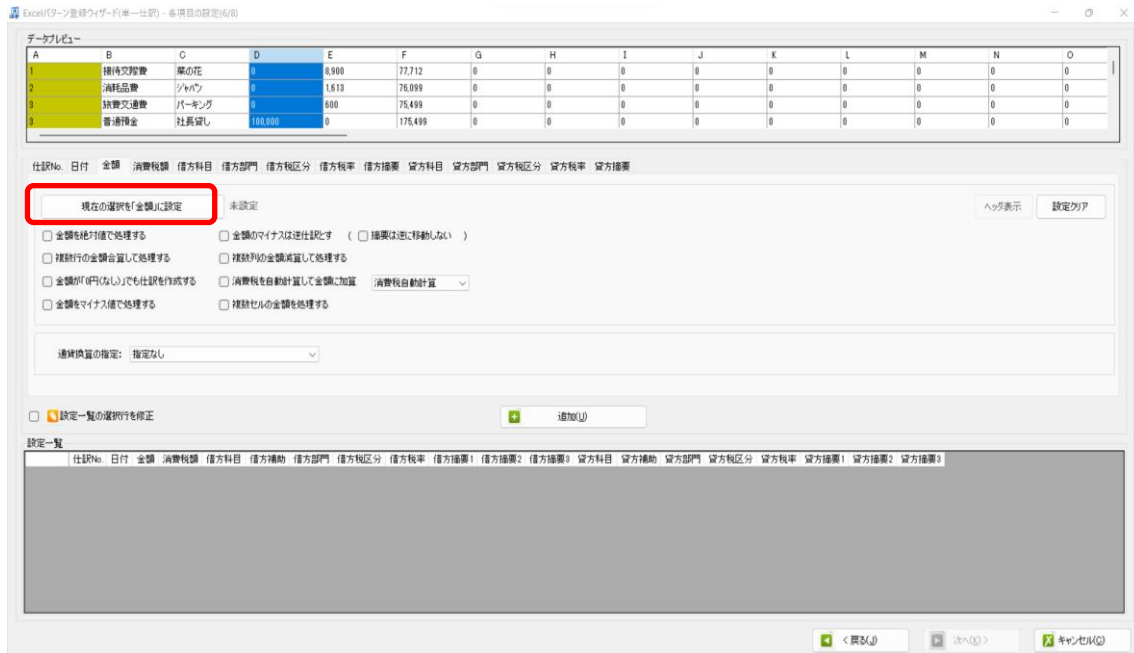 Excelパターン登録ウィザード(単一仕訳) - 各項目の設定(6/8)
データプレビュー
A B C D E F G H I J K L M N O
1 接待交際費 菜の花 0 8,900 77,712 0 0 0 0 0 0 0 0 0
2 消耗品費 ジャパン 0 1,613 76,099 0 0 0 0 0 0 0 0 0
3 旅費交通費 パーキング 0 600 75,499 0 0 0 0 0 0 0 0 0
3 普通預金 社長貸し 100,000 0 175,499 0 0 0 0 0 0 0 0 0
仕訳No. 日付 金額 消費税額 借方科目 借方部門 借方税区分 借方税率 借方摘要 貸方科目 貸方部門 貸方税区分 貸方税率 貸方摘要
現在の選択を「金額」に設定 未設定 ヘッダ表示 設定クリア
金額を絶対値で処理する 金額のマイナスは逆仕訳とす ( 摘要は逆に移動しない )
複数行の金額合算して処理する 複数列の金額減算して処理する
金額が「0円(なし)」でも仕訳を作成する 消費税を自動計算して金額に加算 消費税自動計算
金額をマイナス値で処理する 複数セルの金額を処理する
通貨換算の指定: 指定なし
設定一覧の選択行を修正 追加(U)
設定一覧
仕訳No. 日付 金額 消費税額 借方科目 借方補助 借方部門 借方税区分 借方税率 借方摘要1 借方摘要2 借方摘要3 貸方科目 貸方補助 貸方部門 貸方税区分 貸方税率 貸方摘要1 貸方摘要2 貸方摘要3
< 戻る(J) 次へ(K) > キャンセル(C)